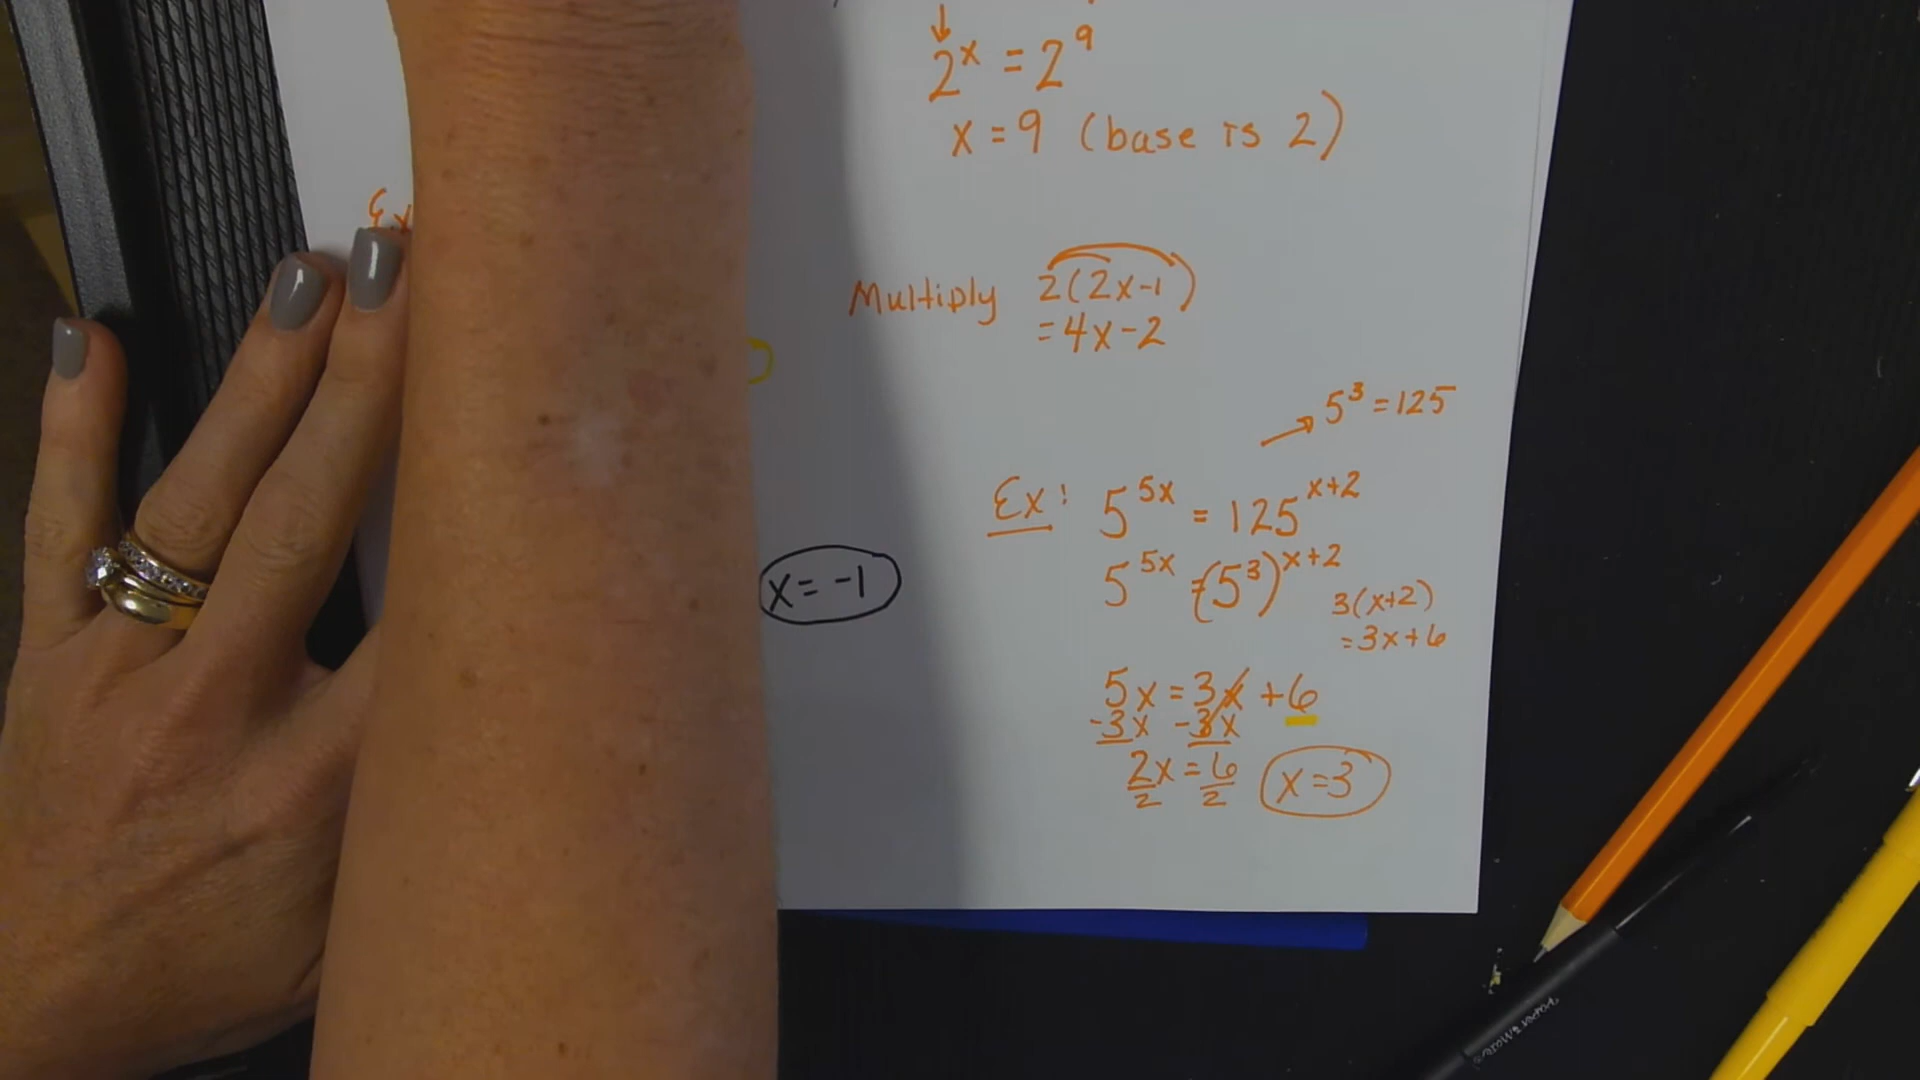 2^x = 2^9
x = 9 (base is 2)
Ex
Multiply 2(2x-1)
= 4x-2
5^3 = 125
Ex: 5^5x = 125^x+2
5^5x = (5^3)^x+2
3(x+2)
= 3x+6
x = -1
5x = 3x + 6
-3x -3x
2x = 6
2 2
x = 3